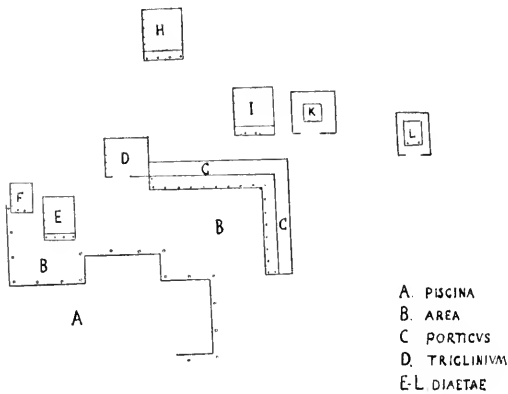 H
I
K
L
D
C
F
E
B
C
B
A
A. PISCINA
B. AREA
C PORTICVS
D. TRICLINIVM
E-L. DIAETAE